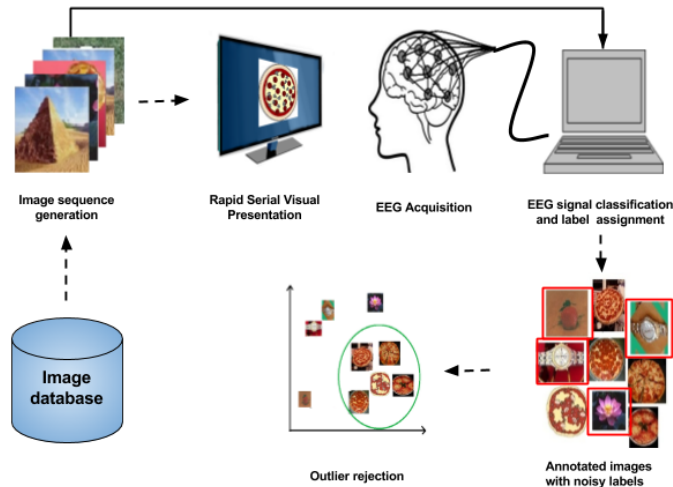 Image sequence
generation
Rapid Serial Visual
Presentation
EEG Acquisition
EEG signal classification
and label assignment
Image
database
Outlier rejection
Annotated images
with noisy labels